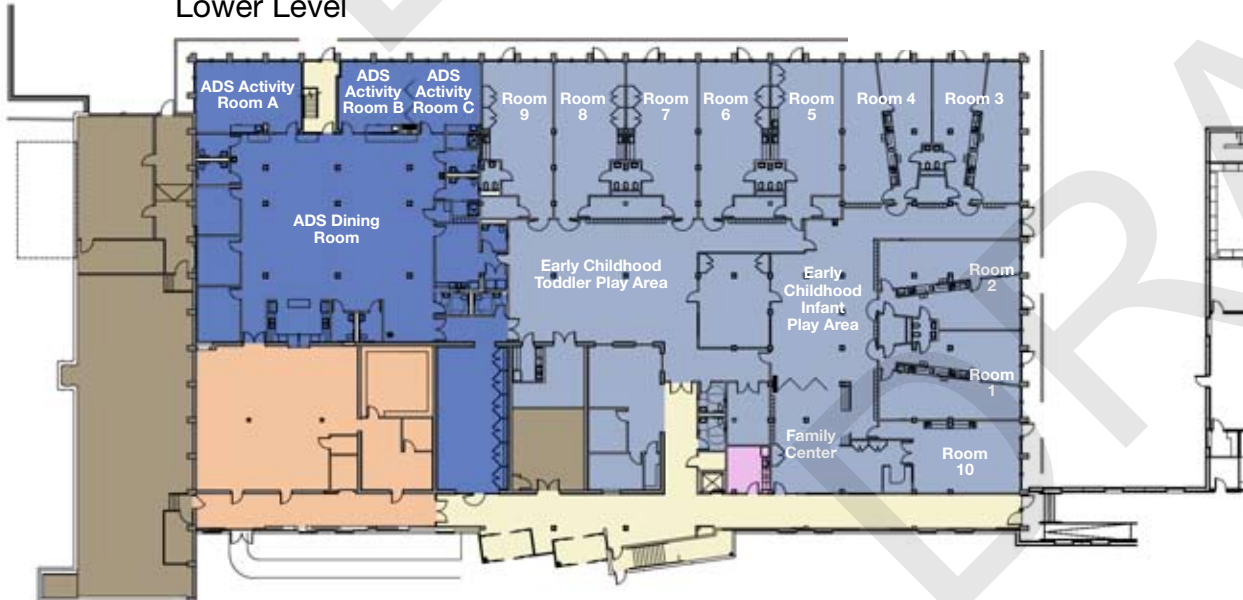 Lower Level
ADS Activity
Room A
ADS
Activity
Room B
ADS
Activity
Room C
Room
9
Room
8
Room
7
Room
6
Room
5
Room 4
Room 3
ADS Dining
Room
Early Childhood
Toddler Play Area
Early
Childhood
Infant
Play Area
Room
2
Room
1
Family
Center
Room
10
DRA